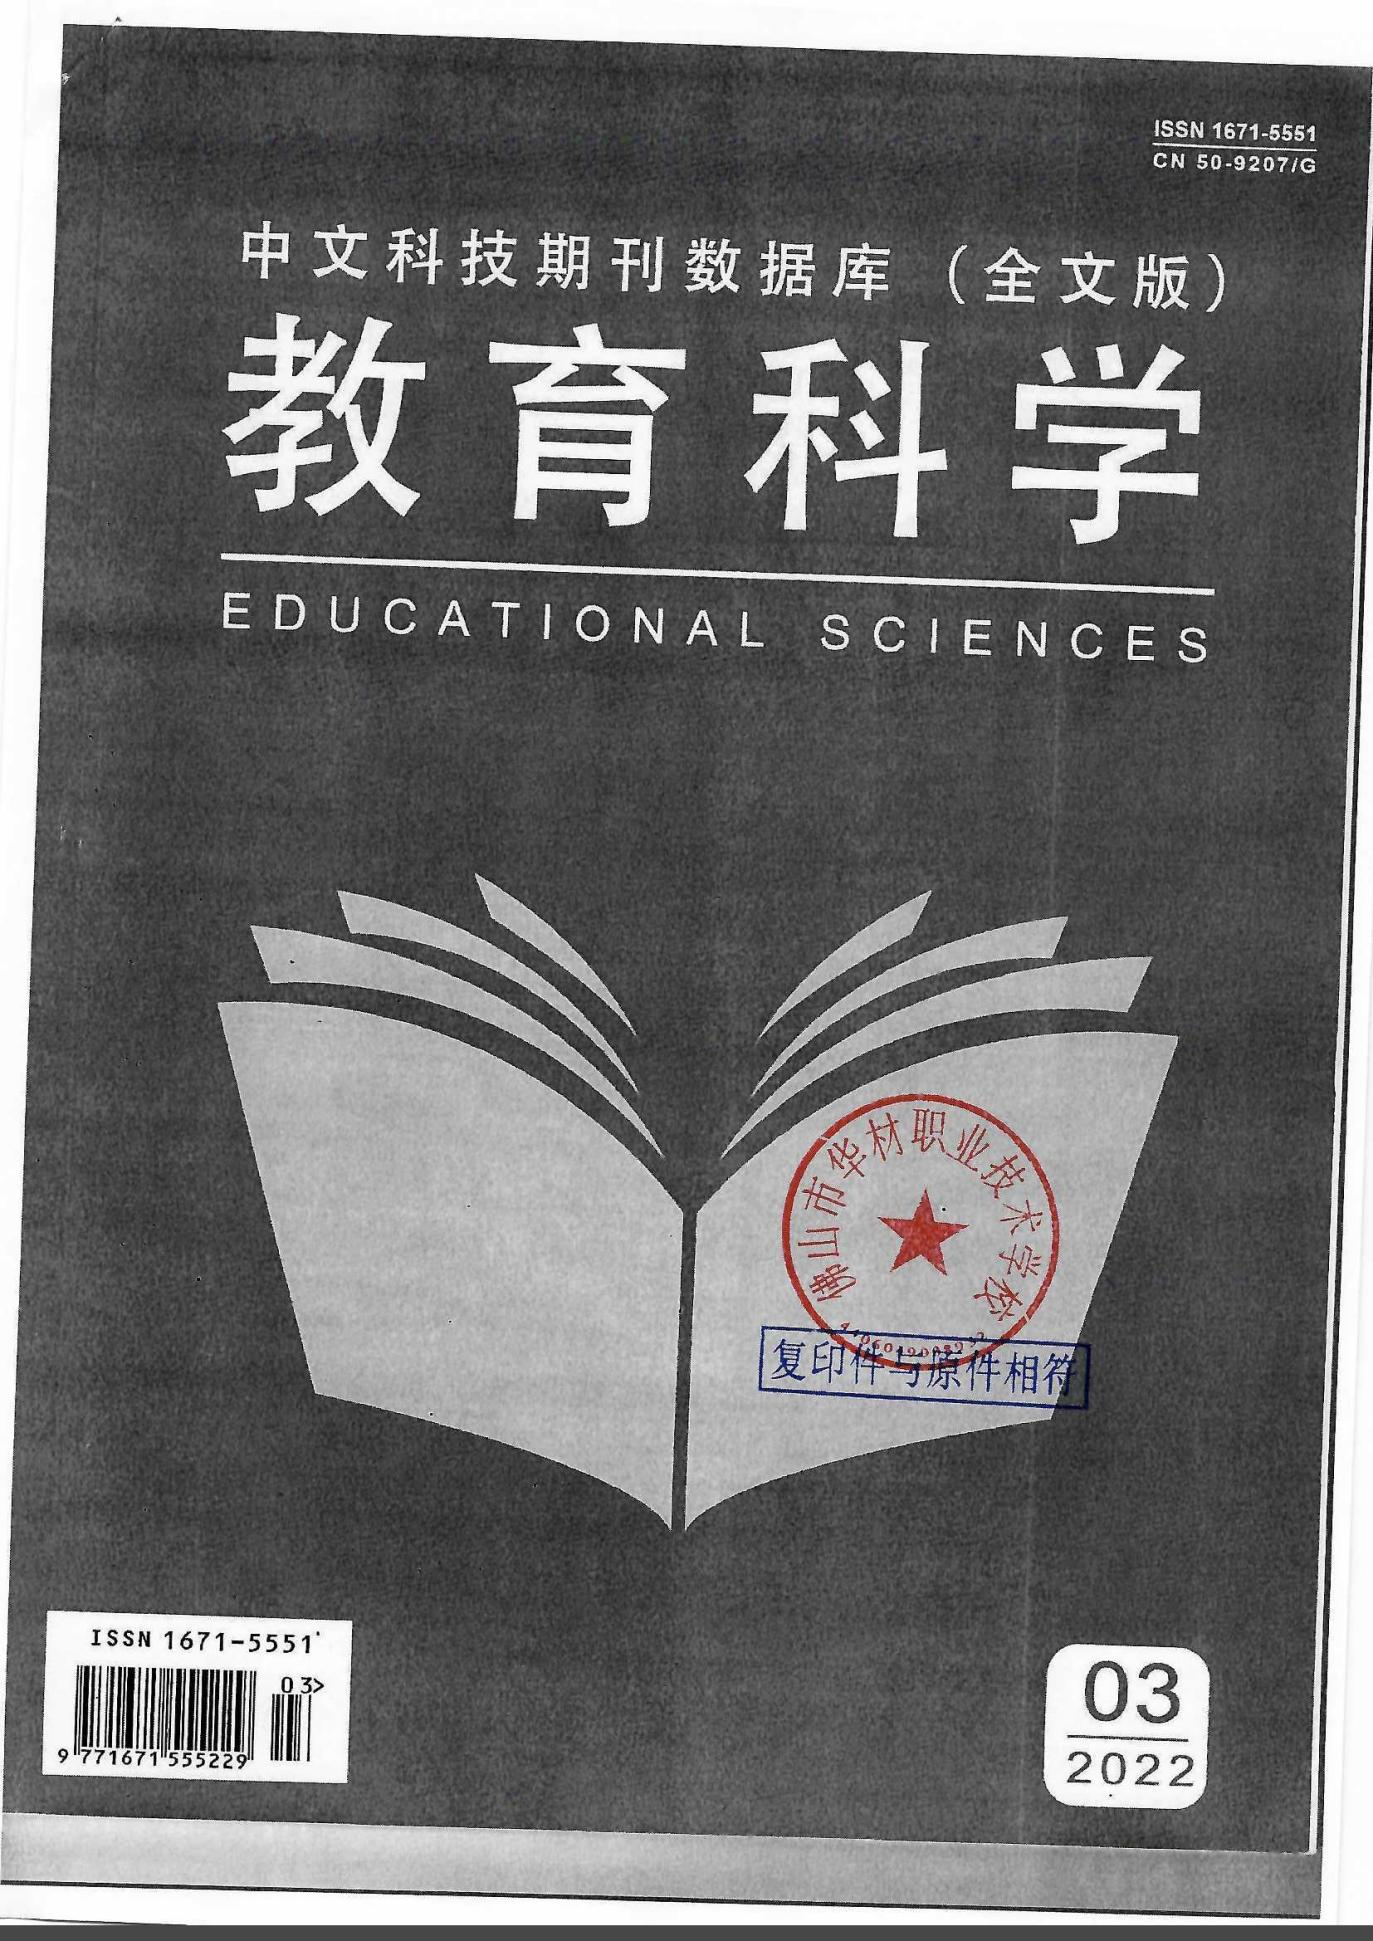 ISSN 1671-5551
CN 50-9207/G
中文科技期刊数据库（全文版）
教育科学
EDUCATIONAL SCIENCES
佛山市华材职业技术学校
复印件与原件相符
ISSN 1671-5551
03>
9 771671 555229
03
2022